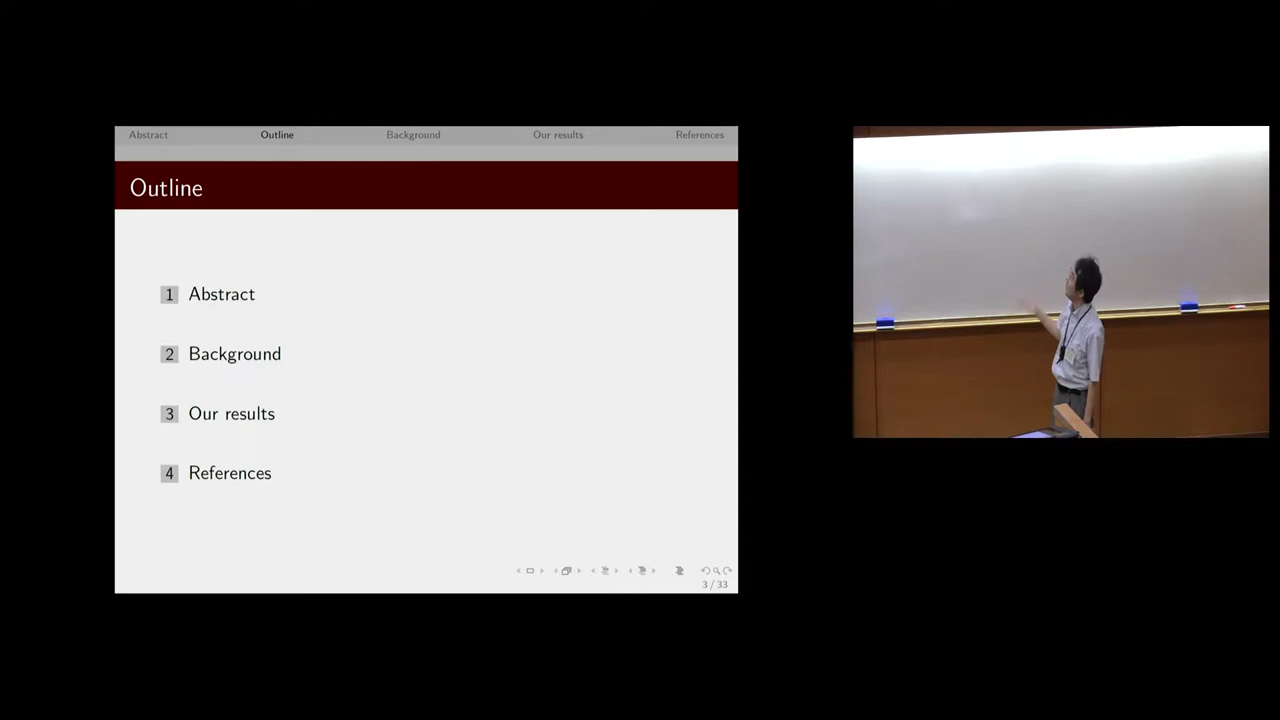 Abstract Outline Background Our results References
Outline
1 Abstract
2 Background
3 Our results
4 References
3 / 33